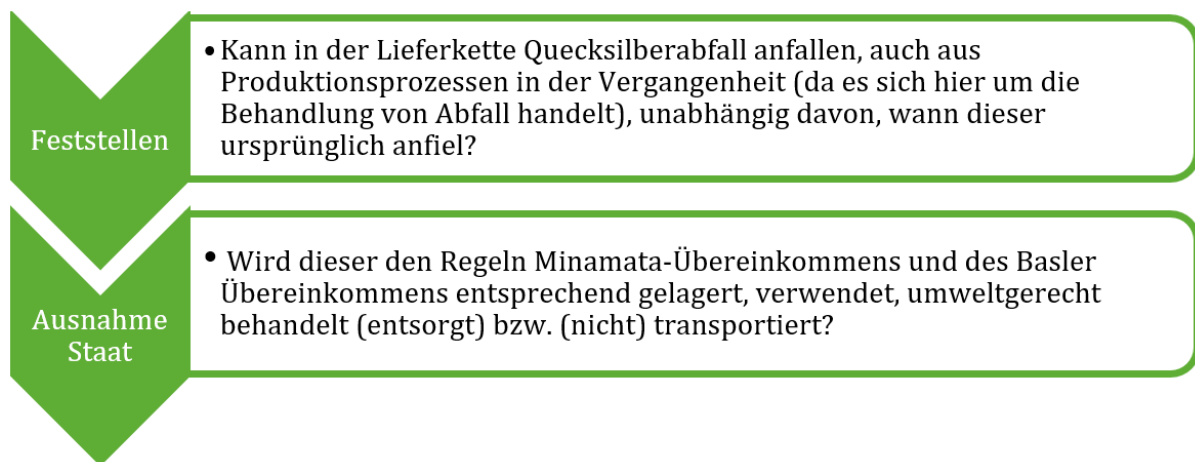 Feststellen
•Kann in der Lieferkette Quecksilberabfall anfallen, auch aus
Produktionsprozessen in der Vergangenheit (da es sich hier um die
Behandlung von Abfall handelt), unabhängig davon, wann dieser
ursprünglich anfiel?
Ausnahme
Staat
• Wird dieser den Regeln Minamata-Übereinkommens und des Basler
Übereinkommens entsprechend gelagert, verwendet, umweltgerecht
behandelt (entsorgt) bzw. (nicht) transportiert?